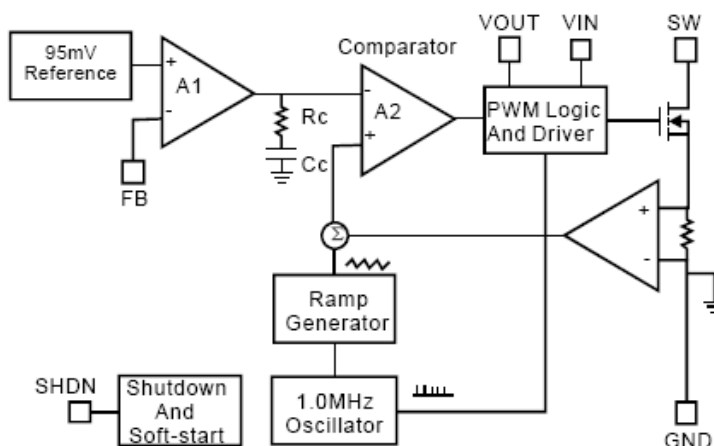 VOUT VIN SW
95mV
Reference
+
-
A1
FB
Rc
Cc
Comparator
-
+
A2
PWM Logic
And Driver
+
-
Σ
Ramp
Generator
1.0MHz
Oscillator
SHDN
Shutdown
And
Soft-start
GND